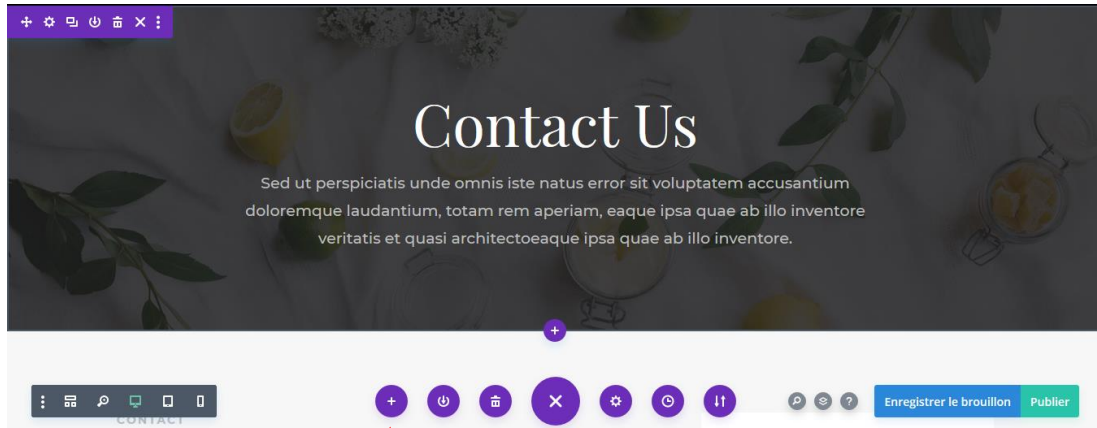 Contact Us
Sed ut perspiciatis unde omnis iste natus error sit voluptatem accusantium
doloremque laudantium, totam rem aperiam, eaque ipsa quae ab illo inventore
veritatis et quasi architectoeaque ipsa quae ab illo inventore.
Enregistrer le brouillon Publier
CONTACT